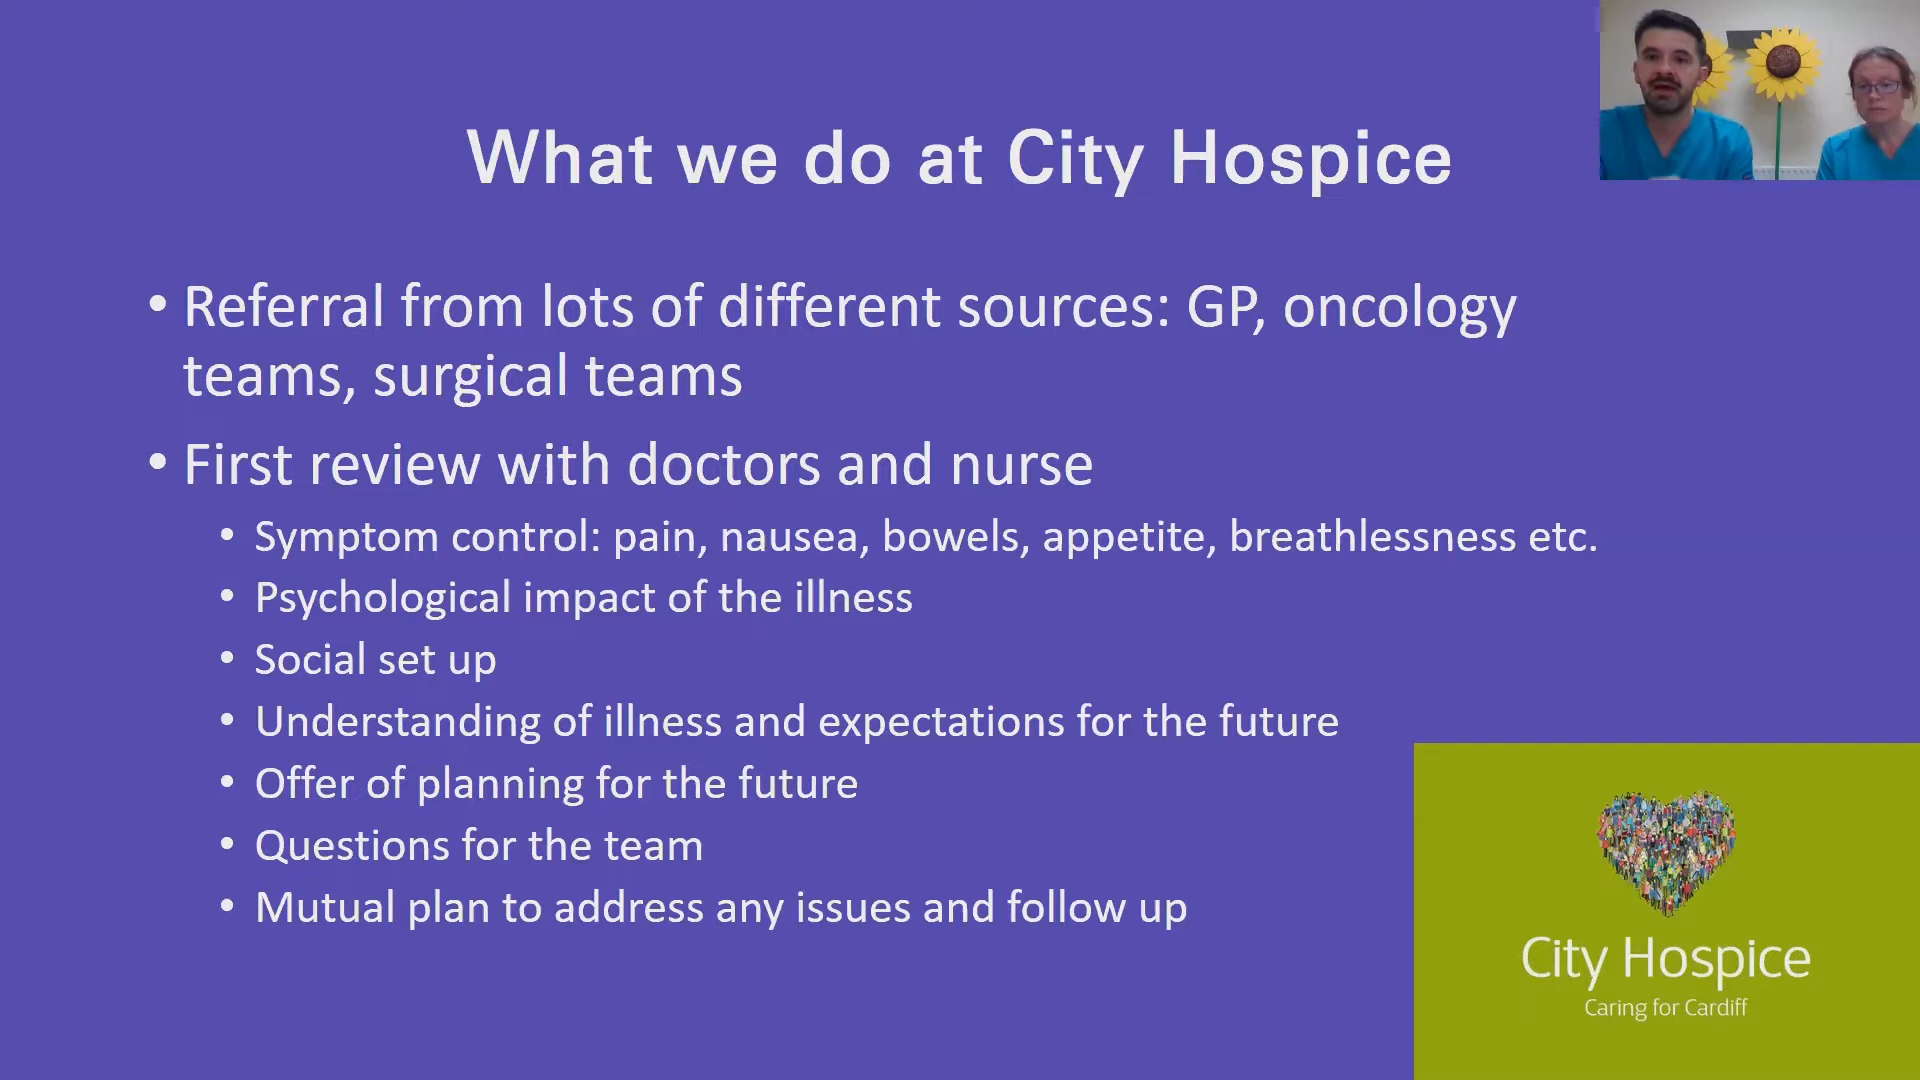 What we do at City Hospice
• Referral from lots of different sources: GP, oncology
teams, surgical teams
• First review with doctors and nurse
• Symptom control: pain, nausea, bowels, appetite, breathlessness etc.
• Psychological impact of the illness
• Social set up
• Understanding of illness and expectations for the future
• Offer of planning for the future
• Questions for the team
• Mutual plan to address any issues and follow up
City Hospice
Caring for Cardiff